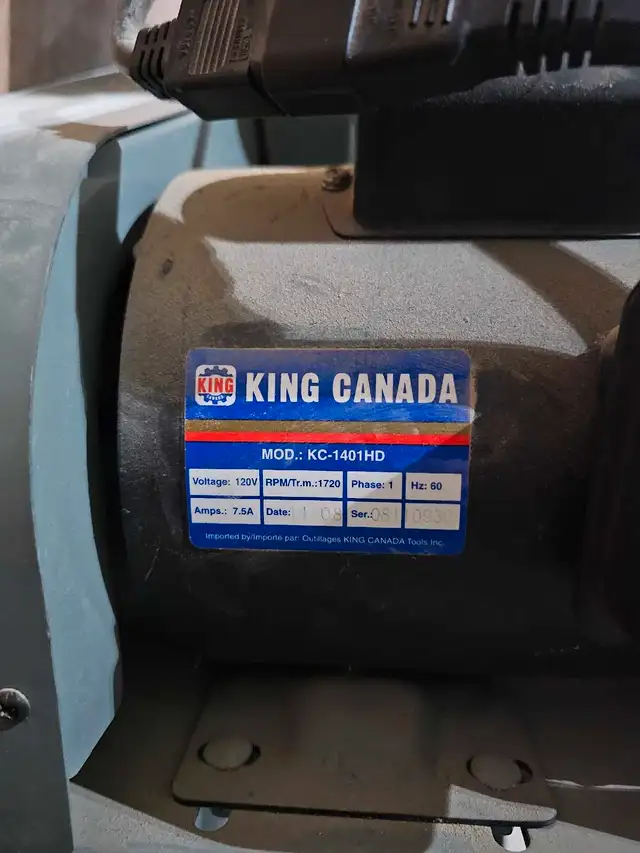 KING
CANADA
KING CANADA
MOD.: KC-1401HD
Voltage: 120V RPM/Tr.m.:1720 Phase: 1 Hz: 60
Amps.: 7.5A Date: Ser.:
Imported by/Importé par: Outillages KING CANADA Tools Inc.